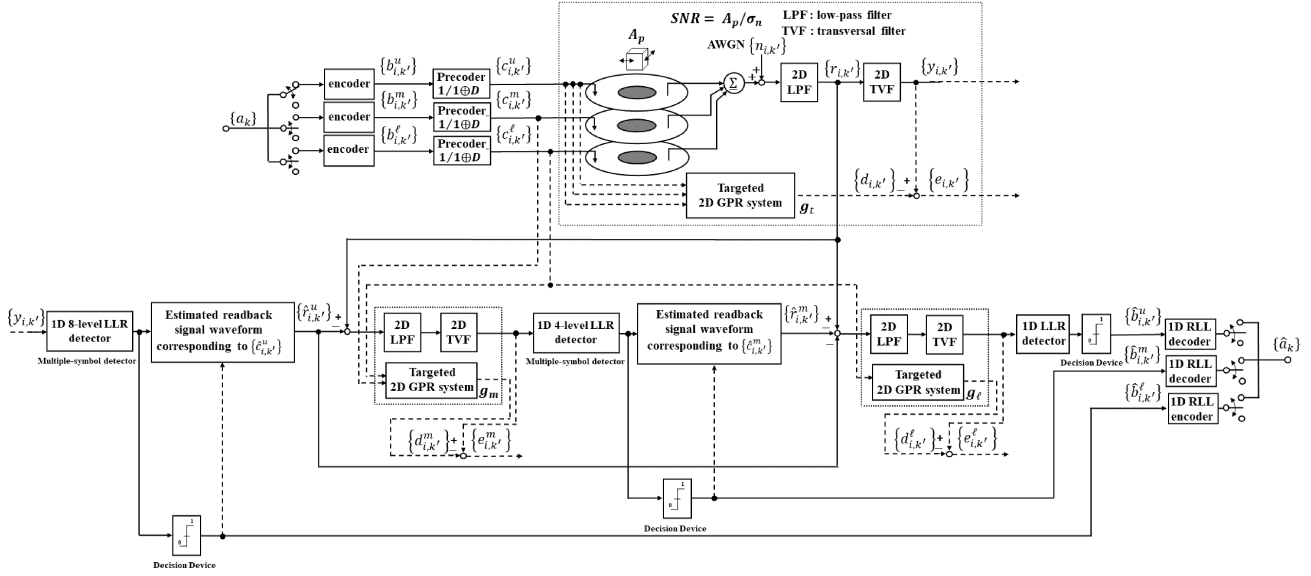 SNR = A_p/σ_n
LPF : low-pass filter
TVF : transversal filter
A_p
AWGN {n_{i,k'}}
{a_k}
encoder
{b^u_{i,k'}}
Precoder
1/1⊕D
{c^u_{i,k'}}
encoder
{b^m_{i,k'}}
Precoder
1/1⊕D
{c^m_{i,k'}}
encoder
{b^ℓ_{i,k'}}
Precoder
1/1⊕D
{c^ℓ_{i,k'}}
Σ
+
+
2D
LPF
{r_{i,k'}}
2D
TVF
{y_{i,k'}}
Targeted
2D GPR system
g_t
{d_{i,k'}}
− +
{e_{i,k'}}
{y_{i,k'}}
1D 8-level LLR
detector
Multiple-symbol detector
Estimated readback
signal waveform
corresponding to {ĉ^u_{i,k'}}
{r̂^u_{i,k'}}
+
−
2D
LPF
2D
TVF
Targeted
2D GPR system
g_m
{d^m_{i,k'}}
+
−
{e^m_{i,k'}}
1D 4-level LLR
detector
Multiple-symbol detector
Estimated readback
signal waveform
corresponding to {ĉ^m_{i,k'}}
{r̂^m_{i,k'}}
+
−
−
2D
LPF
2D
TVF
Targeted
2D GPR system
g_ℓ
{d^ℓ_{i,k'}}
+
−
{e^ℓ_{i,k'}}
1D LLR
detector
1
0
Decision Device
{b̂^u_{i,k'}}
1D RLL
decoder
{b̂^m_{i,k'}}
1D RLL
decoder
{b̂^ℓ_{i,k'}}
1D RLL
encoder
{â_k}
1
0
Decision Device
1
0
Decision Device